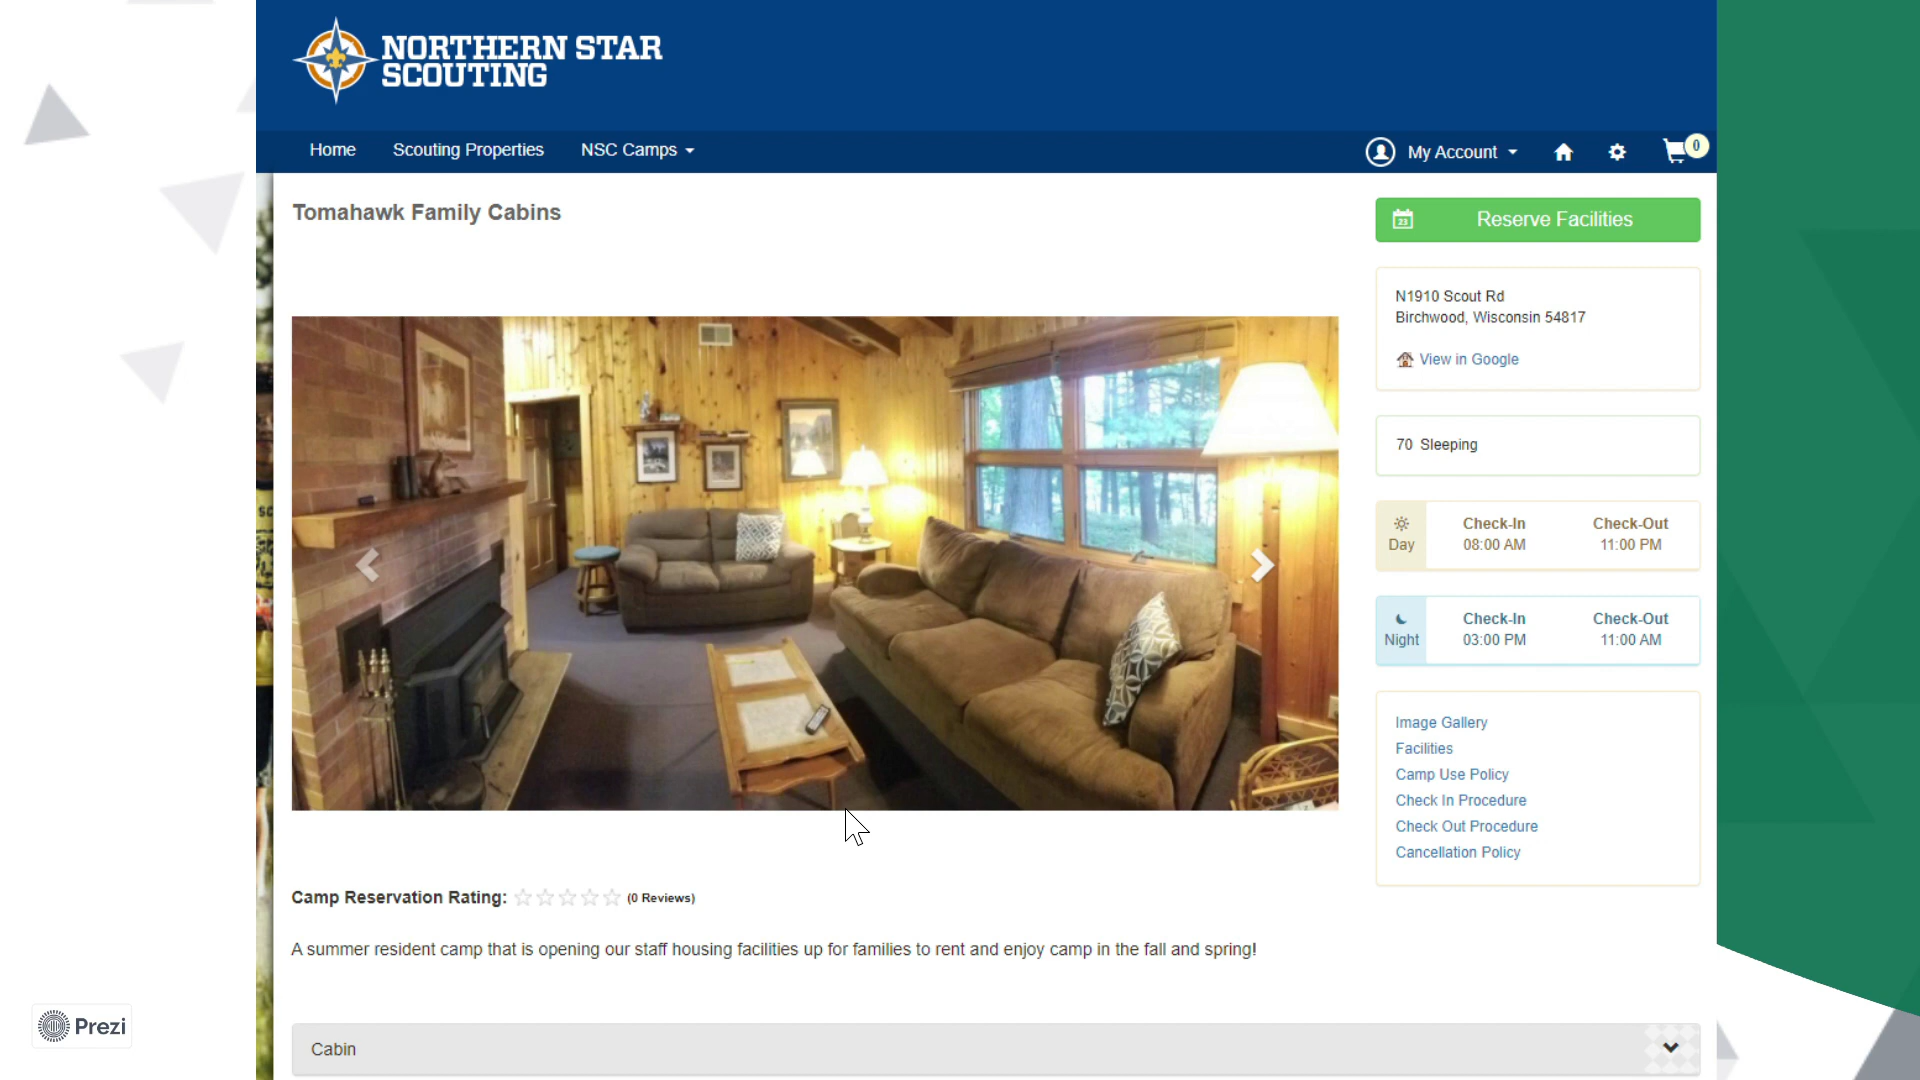 NORTHERN STAR
SCOUTING
Home Scouting Properties NSC Camps
My Account 0
Tomahawk Family Cabins
23 Reserve Facilities
N1910 Scout Rd
Birchwood, Wisconsin 54817
View in Google
70 Sleeping
Day
Check-In Check-Out
08:00 AM 11:00 PM
Night
Check-In Check-Out
03:00 PM 11:00 AM
Image Gallery
Facilities
Camp Use Policy
Check In Procedure
Check Out Procedure
Cancellation Policy
Camp Reservation Rating: (0 Reviews)
A summer resident camp that is opening our staff housing facilities up for families to rent and enjoy camp in the fall and spring!
Cabin
Prezi